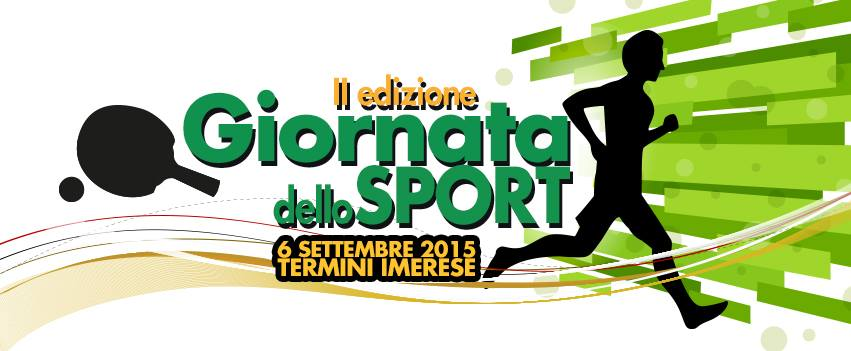 II edizione
Giornata
dello SPORT
6 SETTEMBRE 2015
TERMINI IMERESE